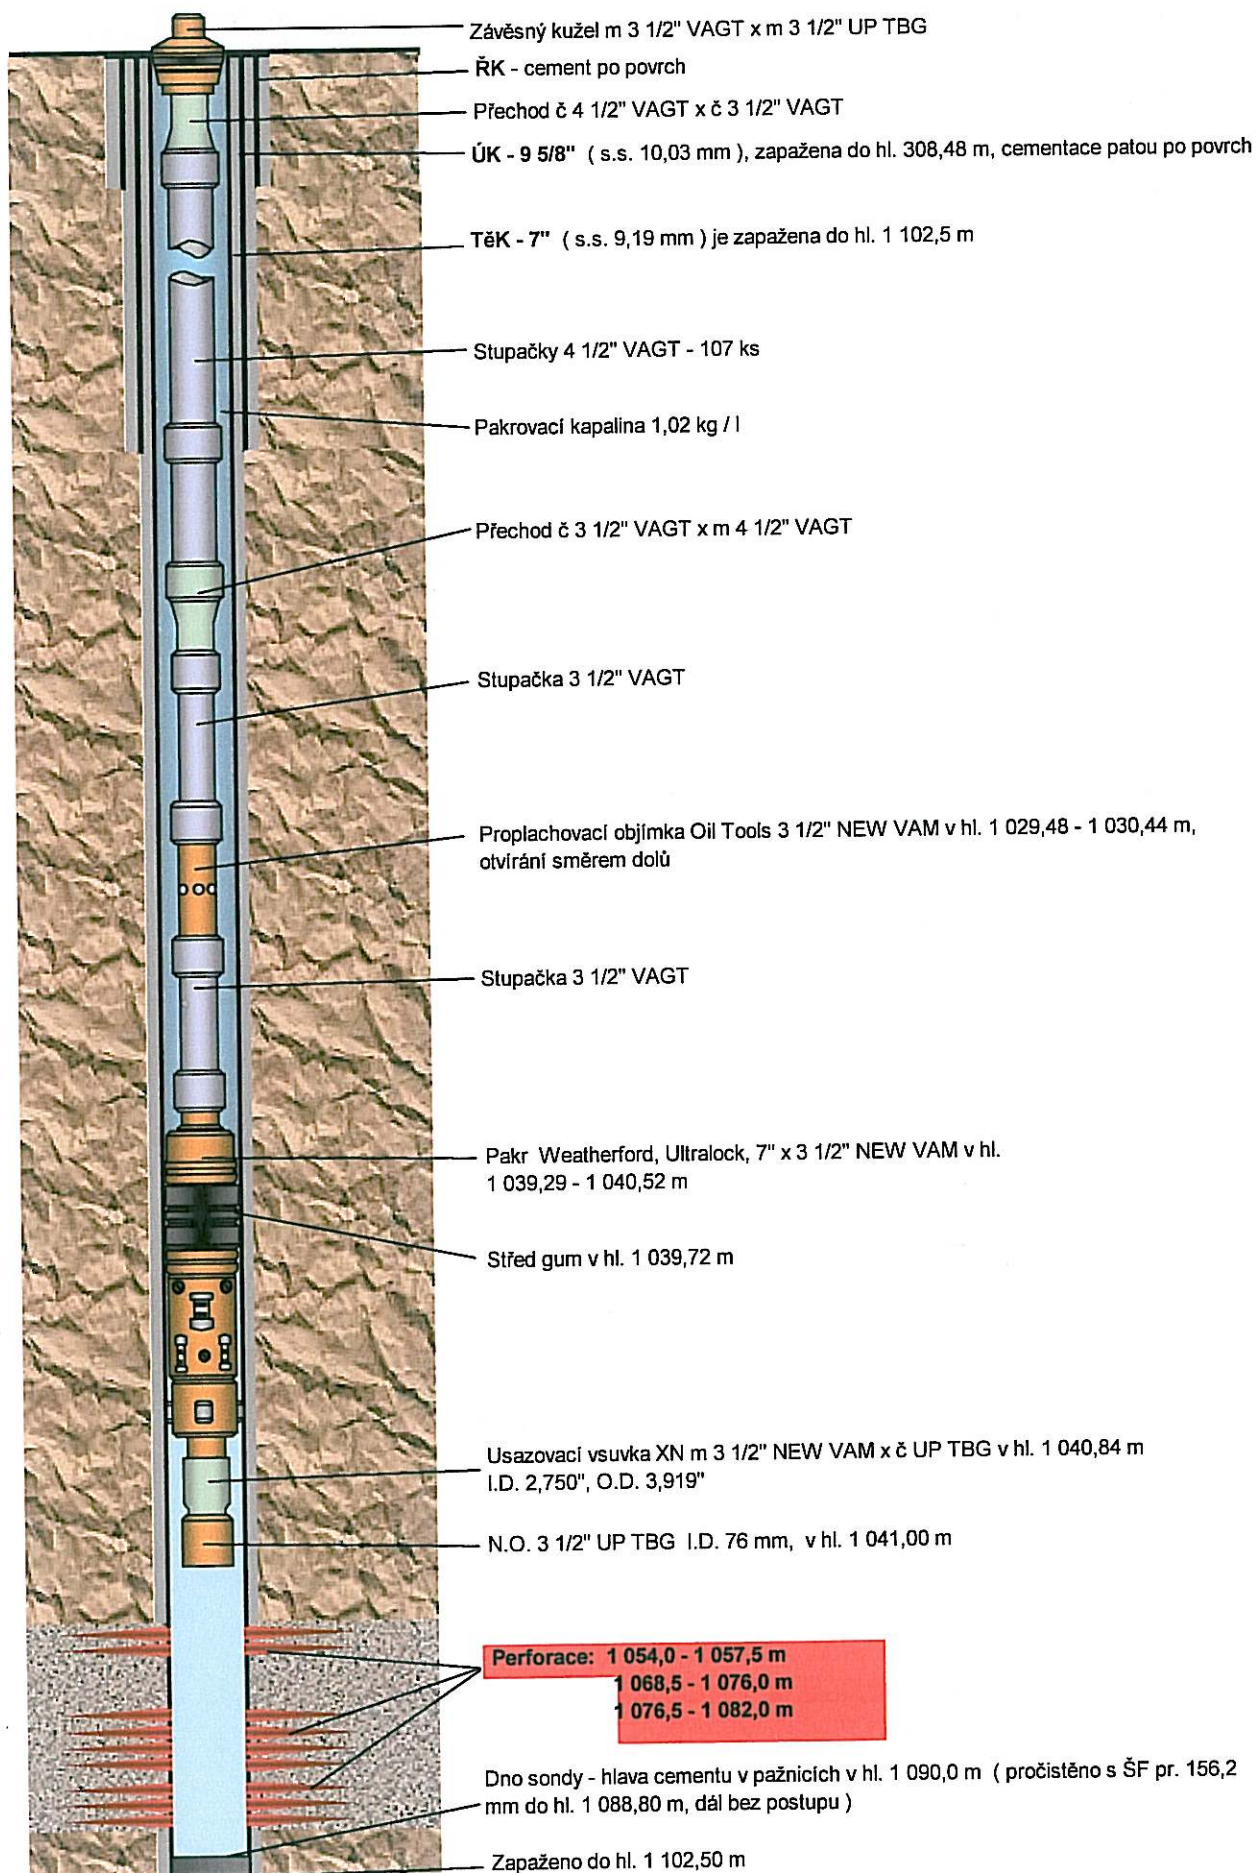 Závěsný kužel m 3 1/2" VAGT x m 3 1/2" UP TBG
ŘK - cement po povrch
Přechod č 4 1/2" VAGT x č 3 1/2" VAGT
ÚK - 9 5/8" ( s.s. 10,03 mm ), zapažena do hl. 308,48 m, cementace patou po povrch
TěK - 7" ( s.s. 9,19 mm ) je zapažena do hl. 1 102,5 m
Stupačky 4 1/2" VAGT - 107 ks
Pakrovací kapalina 1,02 kg / l
Přechod č 3 1/2" VAGT x m 4 1/2" VAGT
Stupačka 3 1/2" VAGT
Proplachovací objímka Oil Tools 3 1/2" NEW VAM v hl. 1 029,48 - 1 030,44 m,
otvírání směrem dolů
Stupačka 3 1/2" VAGT
Pakr Weatherford, Ultralock, 7" x 3 1/2" NEW VAM v hl.
1 039,29 - 1 040,52 m
Střed gum v hl. 1 039,72 m
Usazovací vsuvka XN m 3 1/2" NEW VAM x č UP TBG v hl. 1 040,84 m
I.D. 2,750", O.D. 3,919"
N.O. 3 1/2" UP TBG I.D. 76 mm, v hl. 1 041,00 m
Perforace: 1 054,0 - 1 057,5 m
1 068,5 - 1 076,0 m
1 076,5 - 1 082,0 m
Dno sondy - hlava cementu v pažnicích v hl. 1 090,0 m ( pročistěno s ŠF pr. 156,2
mm do hl. 1 088,80 m, dál bez postupu )
Zapaženo do hl. 1 102,50 m